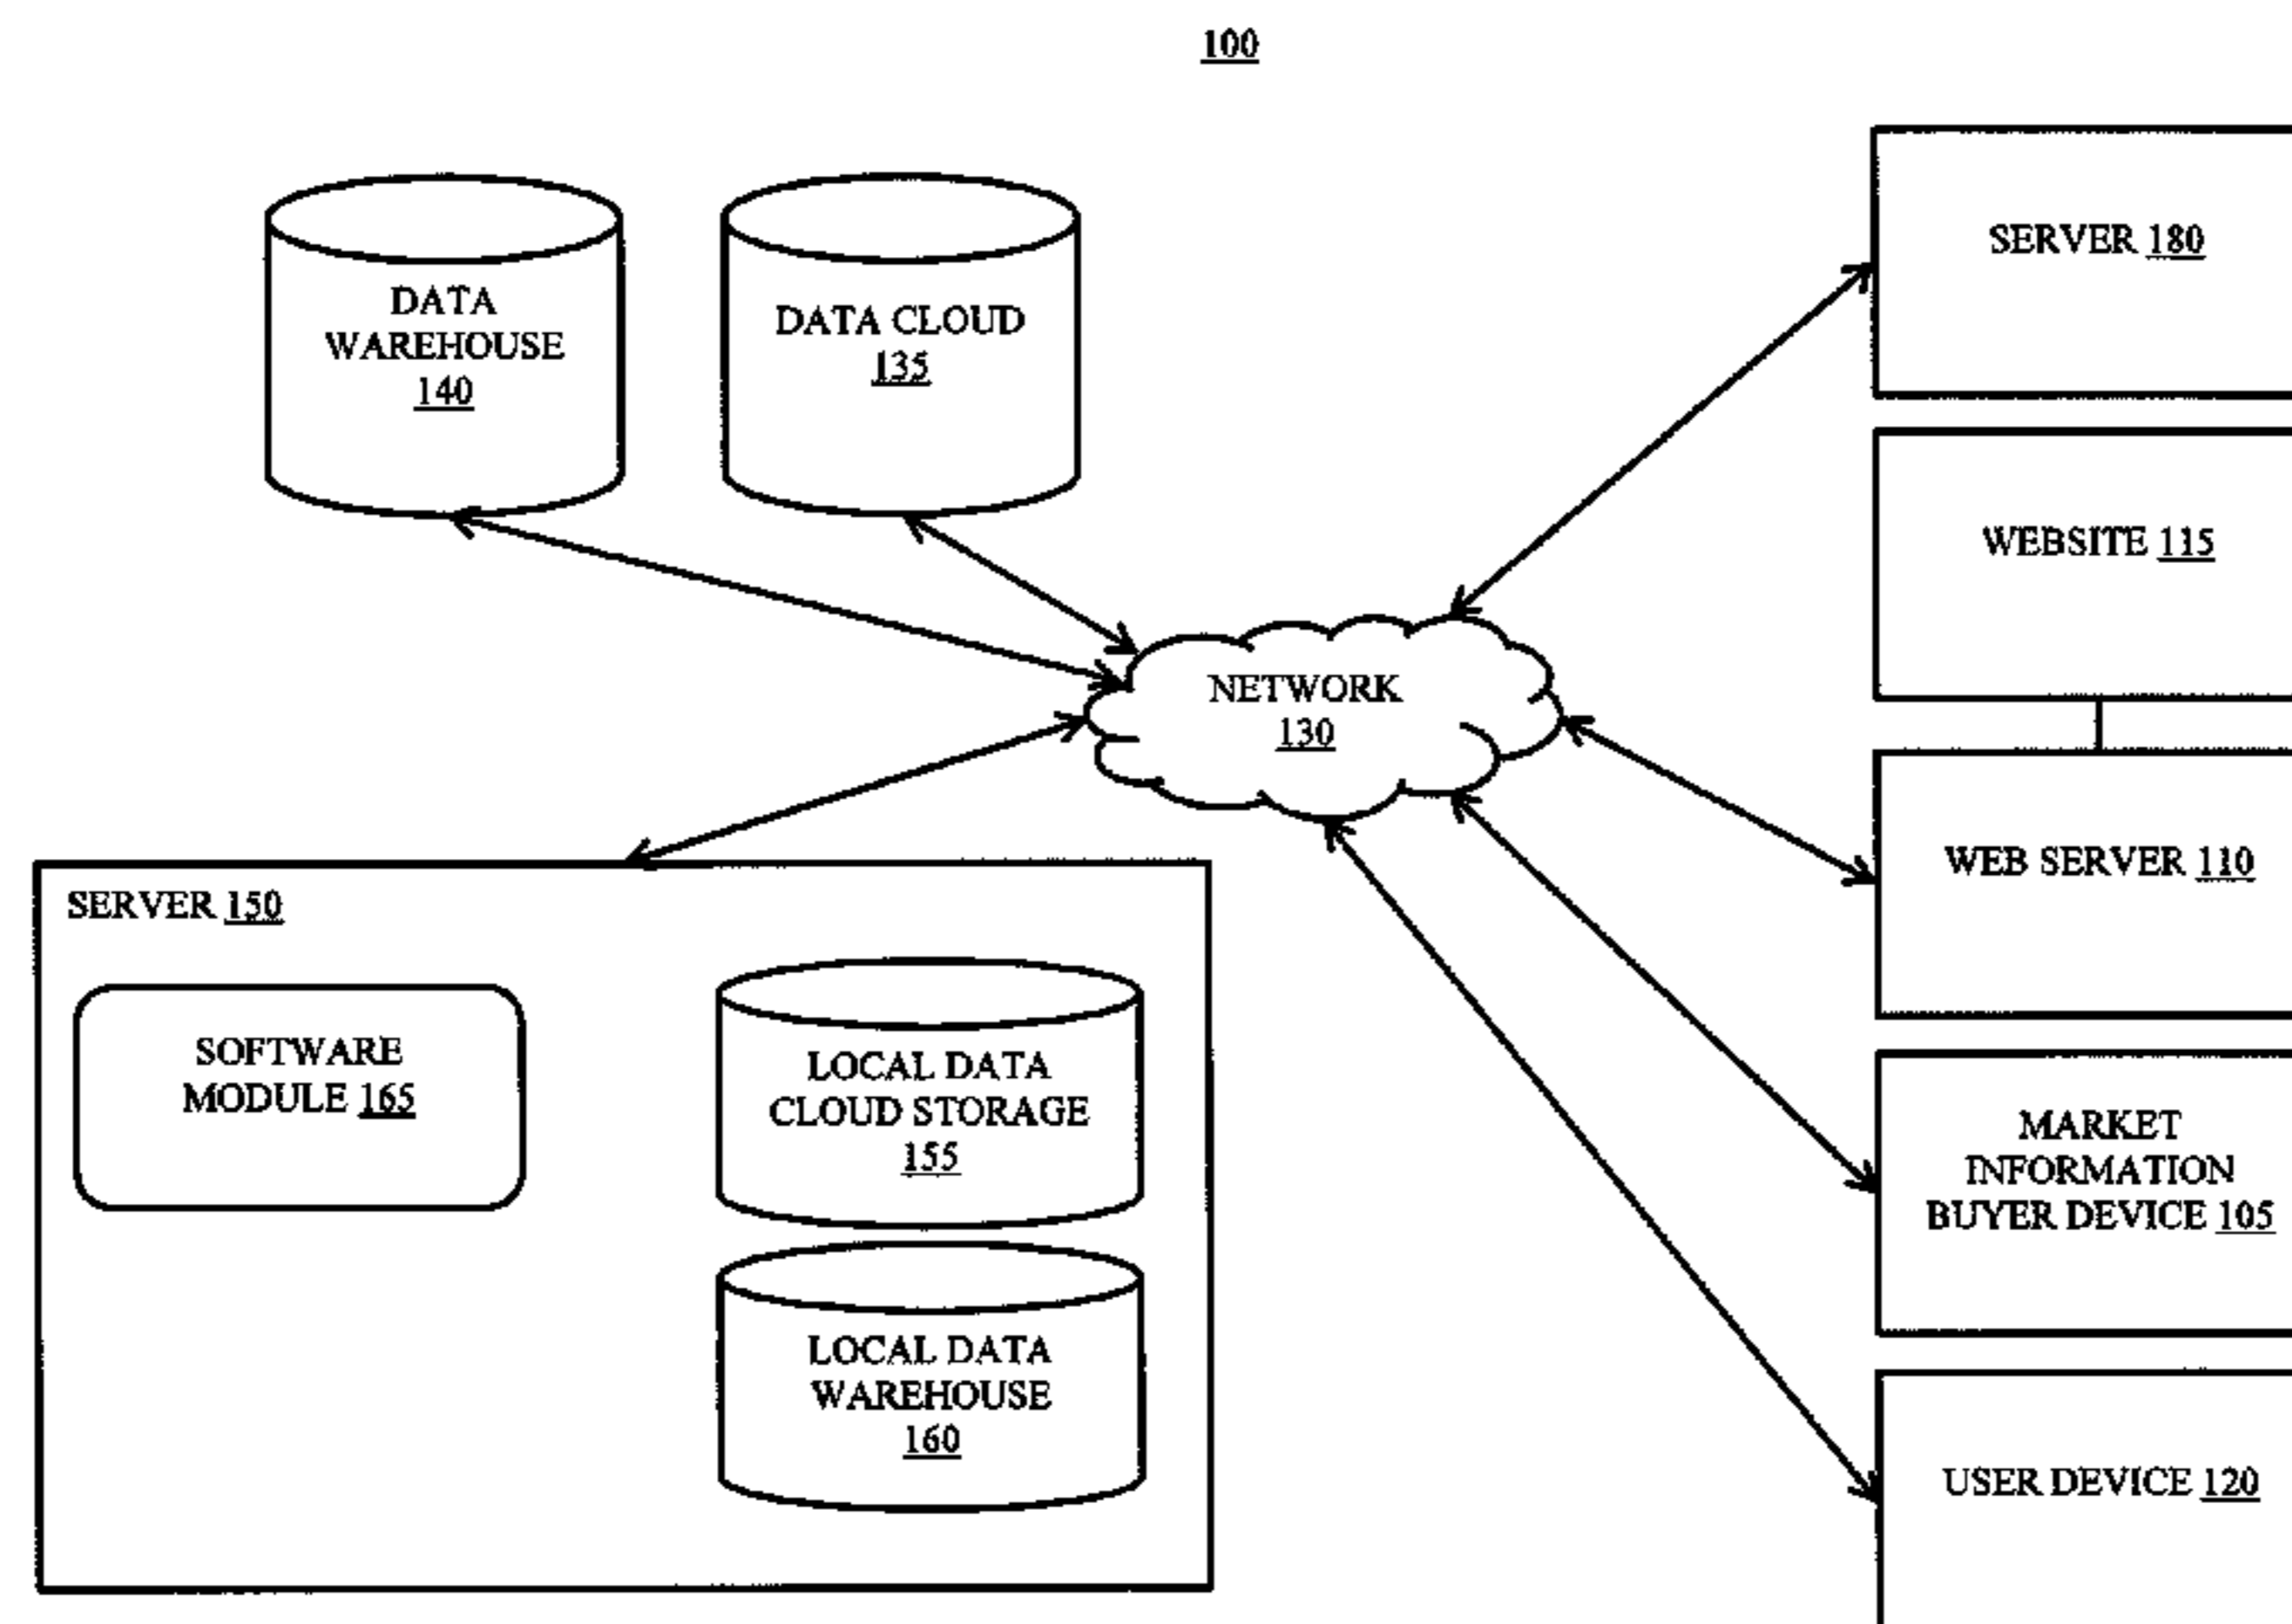 100
DATA
WAREHOUSE
140
DATA CLOUD
135
SERVER 180
WEBSITE 115
NETWORK
130
WEB SERVER 110
SERVER 150
SOFTWARE
MODULE 165
LOCAL DATA
CLOUD STORAGE
155
LOCAL DATA
WAREHOUSE
160
MARKET
INFORMATION
BUYER DEVICE 105
USER DEVICE 120